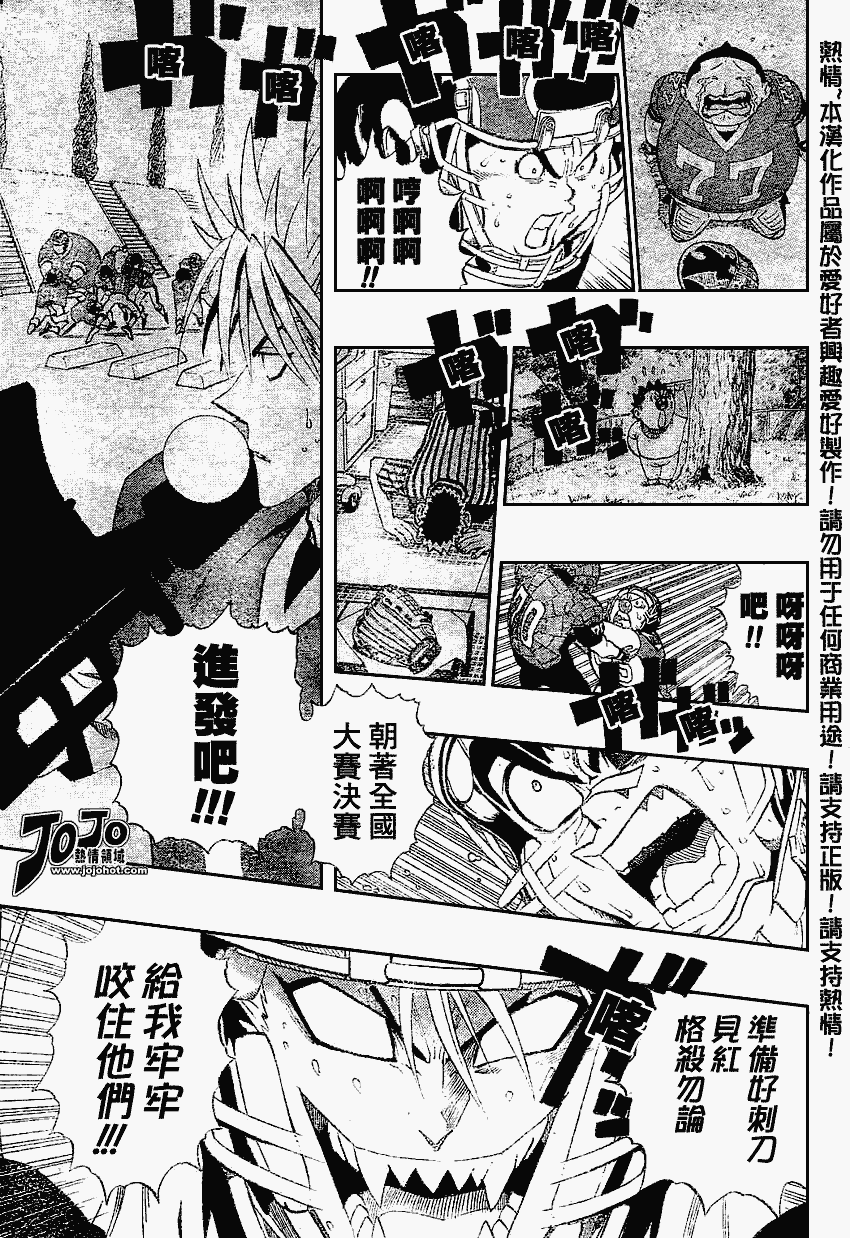 熱情、本漢化作品屬於愛好者興趣愛好製作！請勿用于任何商業用途！請支持正版！請支持熱情！
喀
喀
喀
喀
哼啊啊
啊啊啊!!
喀
喀
喀
呀呀呀
吧!!
喀
喀
朝著全國
大賽決賽
進發吧!!!
JOJO
熱情領域
www.jojohot.com
喀
準備好刺刀
見紅
格殺勿論
給我牢牢
咬住他們!!!
77